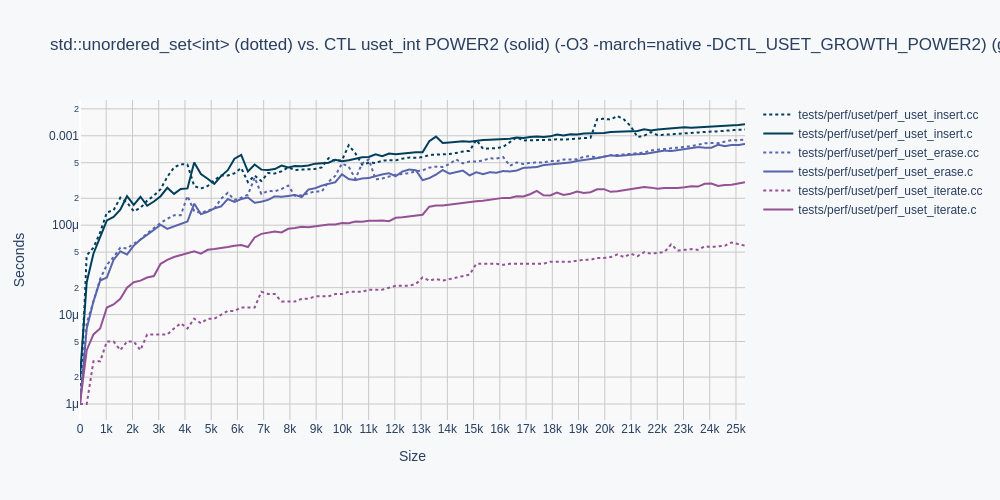 std::unordered_set<int> (dotted) vs. CTL uset_int POWER2 (solid) (-O3 -march=native -DCTL_USET_GROWTH_POWER2) (
2
0.001
5
2
100μ
5
2
10μ
5
2
1μ
Seconds
0 1k 2k 3k 4k 5k 6k 7k 8k 9k 10k 11k 12k 13k 14k 15k 16k 17k 18k 19k 20k 21k 22k 23k 24k 25k
Size
tests/perf/uset/perf_uset_insert.cc
tests/perf/uset/perf_uset_insert.c
tests/perf/uset/perf_uset_erase.cc
tests/perf/uset/perf_uset_erase.c
tests/perf/uset/perf_uset_iterate.cc
tests/perf/uset/perf_uset_iterate.c